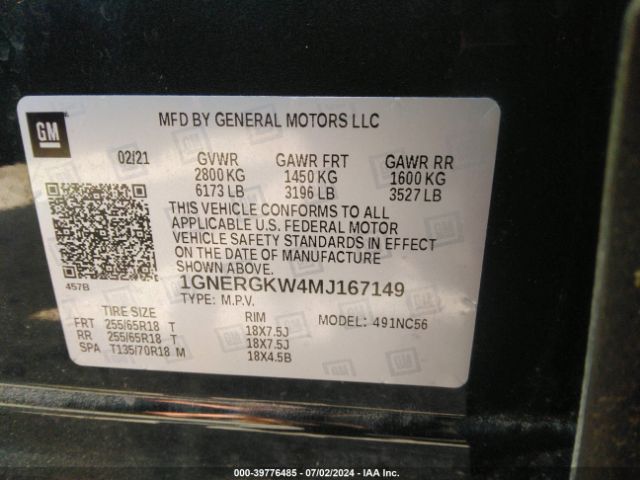 GM
MFD BY GENERAL MOTORS LLC
02/21 GVWR GAWR FRT GAWR RR
2800 KG 1450 KG 1600 KG
6173 LB 3196 LB 3527 LB
THIS VEHICLE CONFORMS TO ALL
APPLICABLE U.S. FEDERAL MOTOR
VEHICLE SAFETY STANDARDS IN EFFECT
ON THE DATE OF MANUFACTURE
457B
1GNERGKW4MJ167149
TYPE: M.P.V.
TIRE SIZE RIM MODEL: 491NC56
FRT 255/65R18 T 18X7.5J
RR 255/65R18 T 18X7.5J
SPA T135/70R18 M 18X4.5B
000-39776485 - 07/02/2024 - IAA Inc.